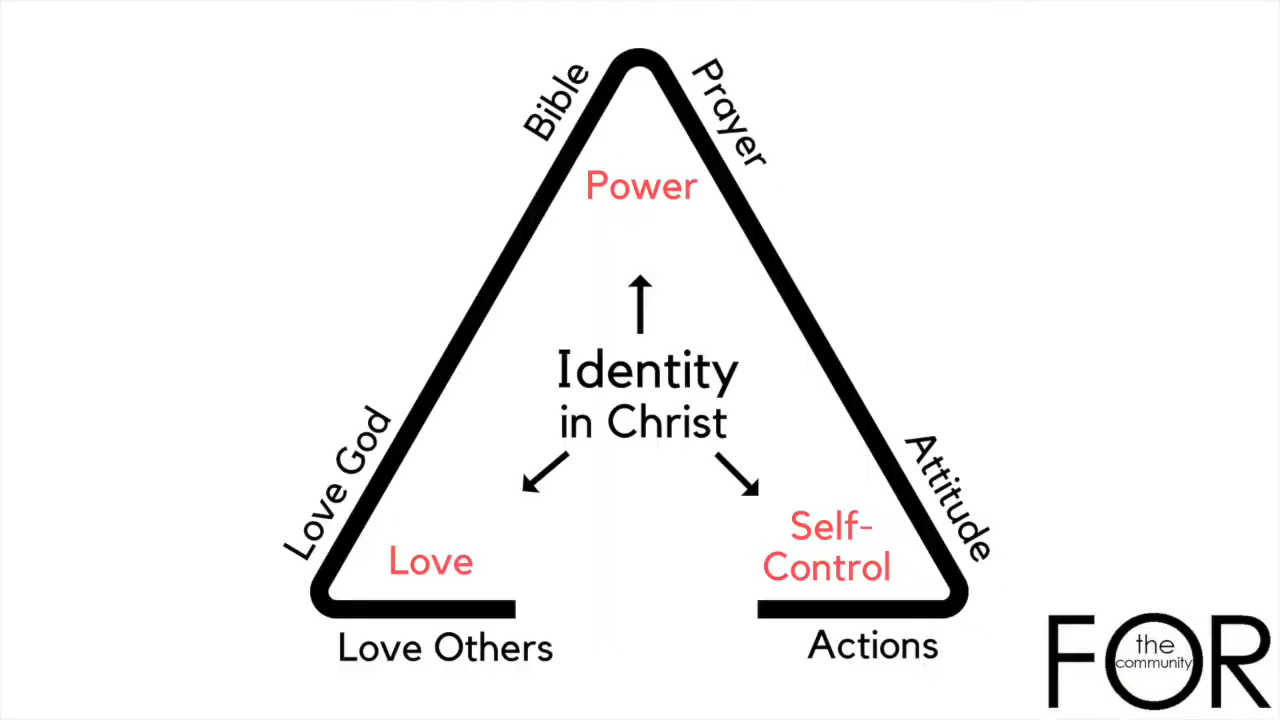 Bible
Prayer
Power
Identity
in Christ
Love God
Attitude
Love
Self-
Control
Love Others
Actions
FOR
the
community